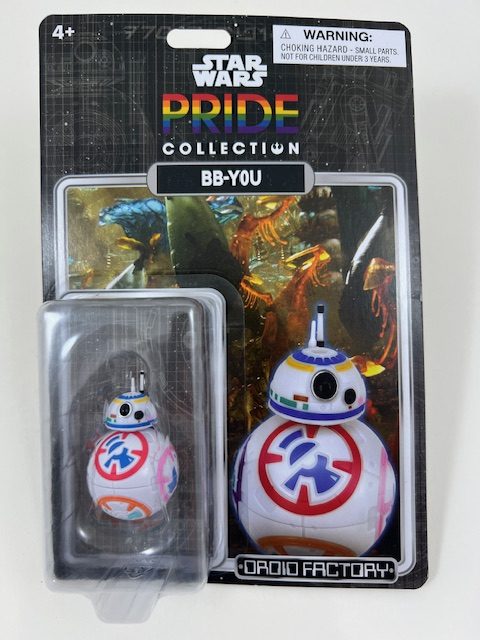 4+
WARNING:
CHOKING HAZARD - SMALL PARTS.
NOT FOR CHILDREN UNDER 3 YEARS.
STAR
WARS
PRIDE
COLLECTION
BB-Y0U
DROID FACTORY